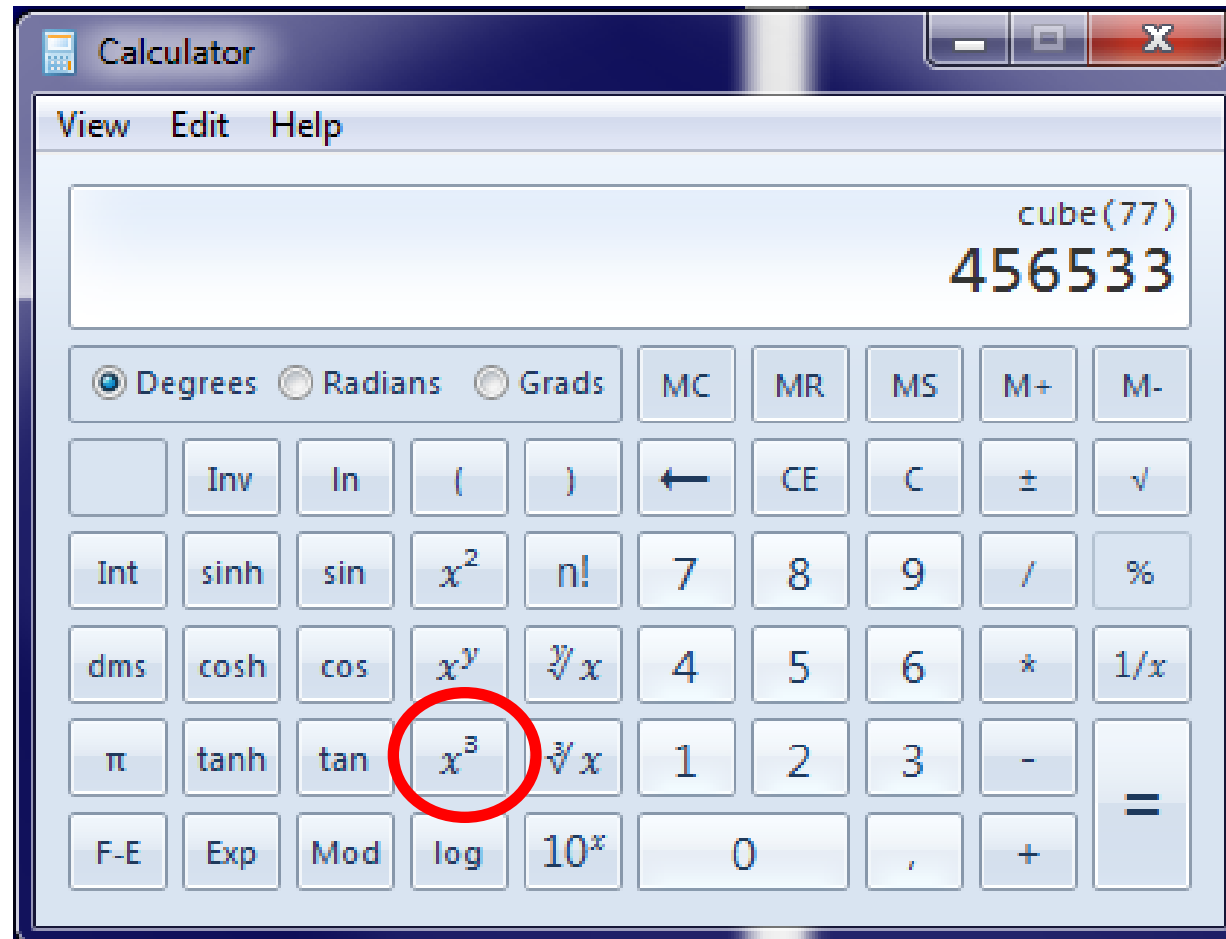 Calculator
View Edit Help
cube(77)
456533
Degrees Radians Grads MC MR MS M+ M-
Inv ln ( ) ← CE C ± √
Int sinh sin x² n! 7 8 9 / %
dms cosh cos xʸ ʸ√x 4 5 6 * 1/x
π tanh tan x³ ³√x 1 2 3 - =
F-E Exp Mod log 10ˣ 0 , +